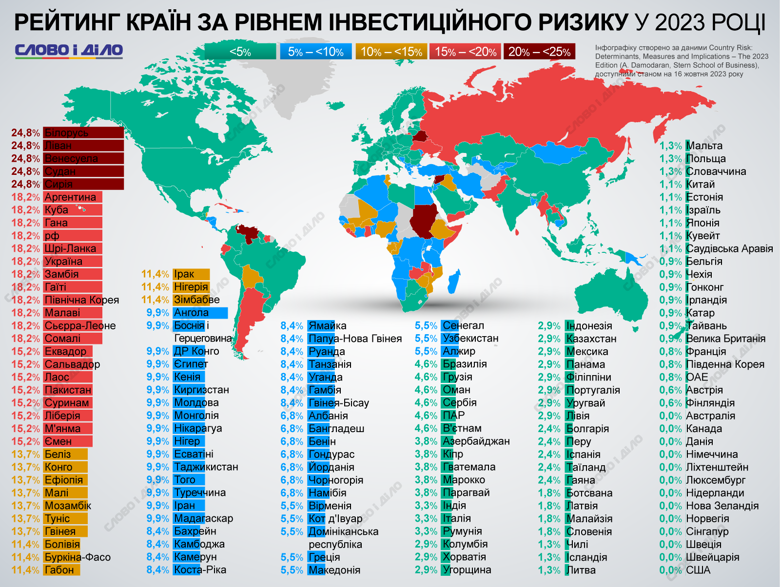 РЕЙТИНГ КРАЇН ЗА РІВНЕМ ІНВЕСТИЦІЙНОГО РИЗИКУ У 2023 РОЦІ
СЛОВО і ДІЛО
<5%
5% – <10%
10% – <15%
15% – <20%
20% – <25%
Інфографіку створено за даними Country Risk:
Determinants, Measures and Implications – The 2023
Edition (A. Damodaran, Stern School of Business),
доступними станом на 16 жовтня 2023 року
24,8% Білорусь
24,8% Ліван
24,8% Венесуела
24,8% Судан
24,8% Сирія
18,2% Аргентина
18,2% Куба
18,2% Гана
18,2% рф
18,2% Шрі-Ланка
18,2% Україна
18,2% Замбія
18,2% Гаїті
18,2% Північна Корея
18,2% Малаві
18,2% Сьєрра-Леоне
18,2% Сомалі
15,2% Еквадор
15,2% Сальвадор
15,2% Лаос
15,2% Пакистан
15,2% Суринам
15,2% Ліберія
15,2% М'янма
15,2% Ємен
13,7% Беліз
13,7% Конго
13,7% Ефіопія
13,7% Малі
13,7% Мозамбік
13,7% Туніс
13,7% Гвінея
11,4% Болівія
11,4% Буркіна-Фасо
11,4% Габон
11,4% Ірак
11,4% Нігерія
11,4% Зімбабве
9,9% Ангола
9,9% Боснія і
Герцеговина
9,9% ДР Конго
9,9% Єгипет
9,9% Кенія
9,9% Киргизстан
9,9% Молдова
9,9% Монголія
9,9% Нікарагуа
9,9% Нігер
9,9% Есватіні
9,9% Таджикистан
9,9% Того
9,9% Туреччина
9,9% Іран
9,9% Мадагаскар
8,4% Бахрейн
8,4% Камбоджа
8,4% Камерун
8,4% Коста-Ріка
8,4% Ямайка
8,4% Папуа-Нова Гвінея
8,4% Руанда
8,4% Танзанія
8,4% Уганда
8,4% Гамбія
8,4% Гвінея-Бісау
6,8% Албанія
6,8% Бангладеш
6,8% Бенін
6,8% Гондурас
6,8% Йорданія
6,8% Чорногорія
6,8% Намібія
5,5% Вірменія
5,5% Кот д'Івуар
5,5% Домініканська
республіка
5,5% Греція
5,5% Македонія
5,5% Сенегал
5,5% Узбекистан
5,5% Алжир
4,6% Бразилія
4,6% Грузія
4,6% Оман
4,6% Сербія
4,6% ПАР
4,6% В'єтнам
3,8% Азербайджан
3,8% Кіпр
3,8% Гватемала
3,8% Марокко
3,8% Парагвай
3,3% Індія
3,3% Італія
3,3% Румунія
2,9% Колумбія
2,9% Хорватія
2,9% Угорщина
2,9% Індонезія
2,9% Казахстан
2,9% Мексика
2,9% Панама
2,9% Філіппіни
2,9% Португалія
2,9% Уругвай
2,9% Лівія
2,4% Болгарія
2,4% Перу
2,4% Іспанія
2,4% Таїланд
2,4% Гаяна
1,8% Ботсвана
1,8% Латвія
1,8% Малайзія
1,8% Словенія
1,3% Чилі
1,3% Ісландія
1,3% Литва
1,3% Мальта
1,3% Польща
1,3% Словаччина
1,1% Китай
1,1% Естонія
1,1% Ізраїль
1,1% Японія
1,1% Кувейт
1,1% Саудівська Аравія
0,9% Бельгія
0,9% Чехія
0,9% Гонконг
0,9% Ірландія
0,9% Катар
0,9% Тайвань
0,9% Велика Британія
0,8% Франція
0,8% Південна Корея
0,8% ОАЕ
0,6% Австрія
0,6% Фінляндія
0,0% Австралія
0,0% Канада
0,0% Данія
0,0% Німеччина
0,0% Ліхтенштейн
0,0% Люксембург
0,0% Нідерланди
0,0% Нова Зеландія
0,0% Норвегія
0,0% Сінгапур
0,0% Швеція
0,0% Швейцарія
0,0% США